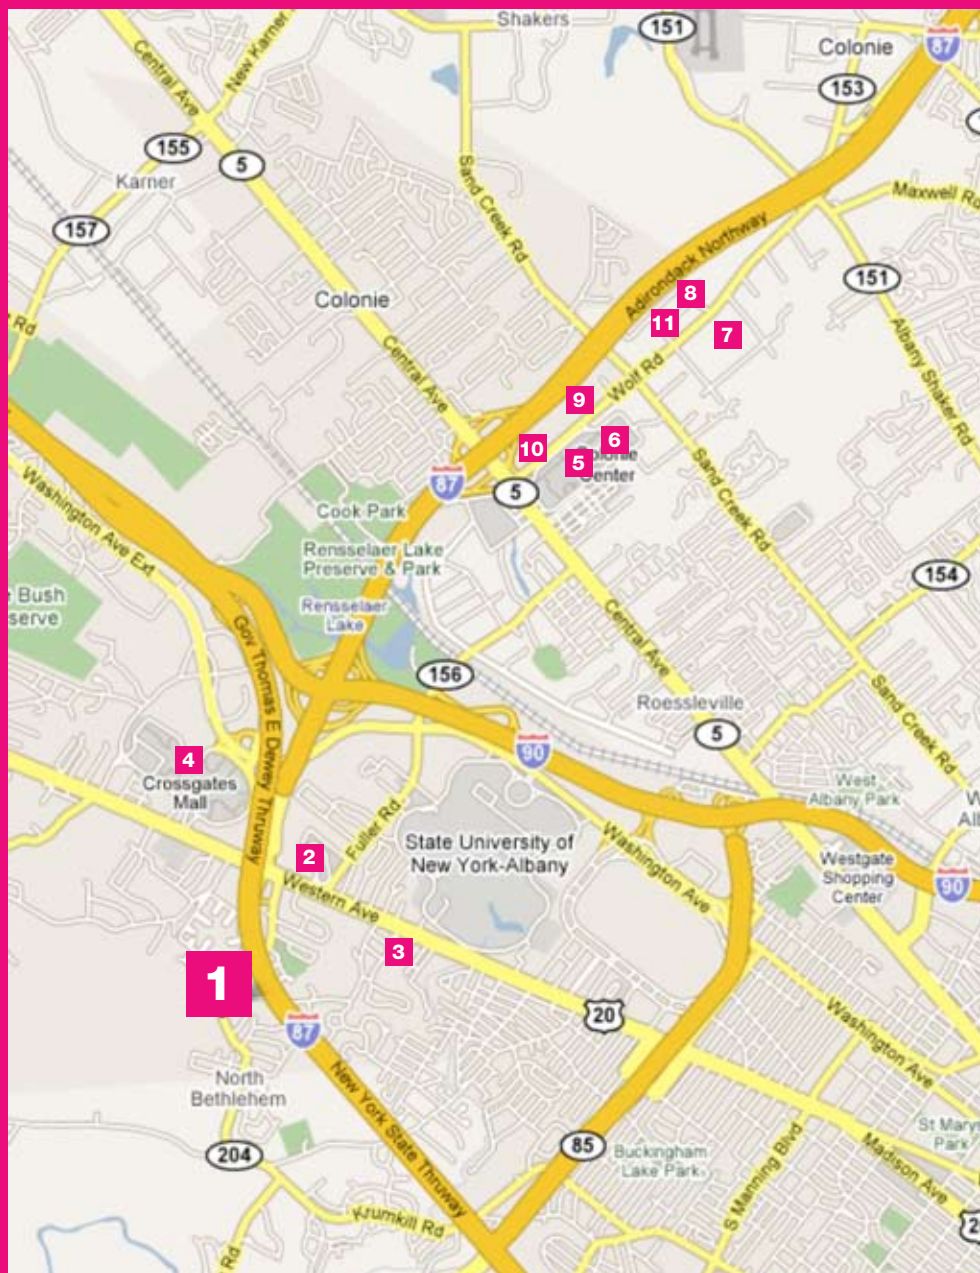 Shakers
151
Colonie
87
153
Central Ave
New Karner
155
5
Karner
157
Sand Creek Rd
Maxwell Rd
Adirondack Northway
151
8
11
7
Colonie
Rd
Central Ave
Wolf Rd
Albany Shaker Rd
9
10
6
5
Colonie
Center
87
5
Washington Ave Ext
Sand Creek Rd
Cook Park
Rensselaer Lake
Preserve & Park
Rensselaer
Lake
154
e Bush
serve
Gov Thomas E Dewey Thruway
Central Ave
156
Roessleville
5
Sand Creek Rd
90
4
Crossgates
Mall
West
Albany Park
W
Al
Fuller Rd
State University of
New York-Albany
Washington Ave
2
Western Ave
Westgate
Shopping
Center
90
3
1
20
87
Washington Ave
North
Bethlehem
New York State Thruway
204
85
Buckingham
Lake Park
St Mary
Park
S Manning Blvd
Madison Ave
Krumkill Rd
Rd
2